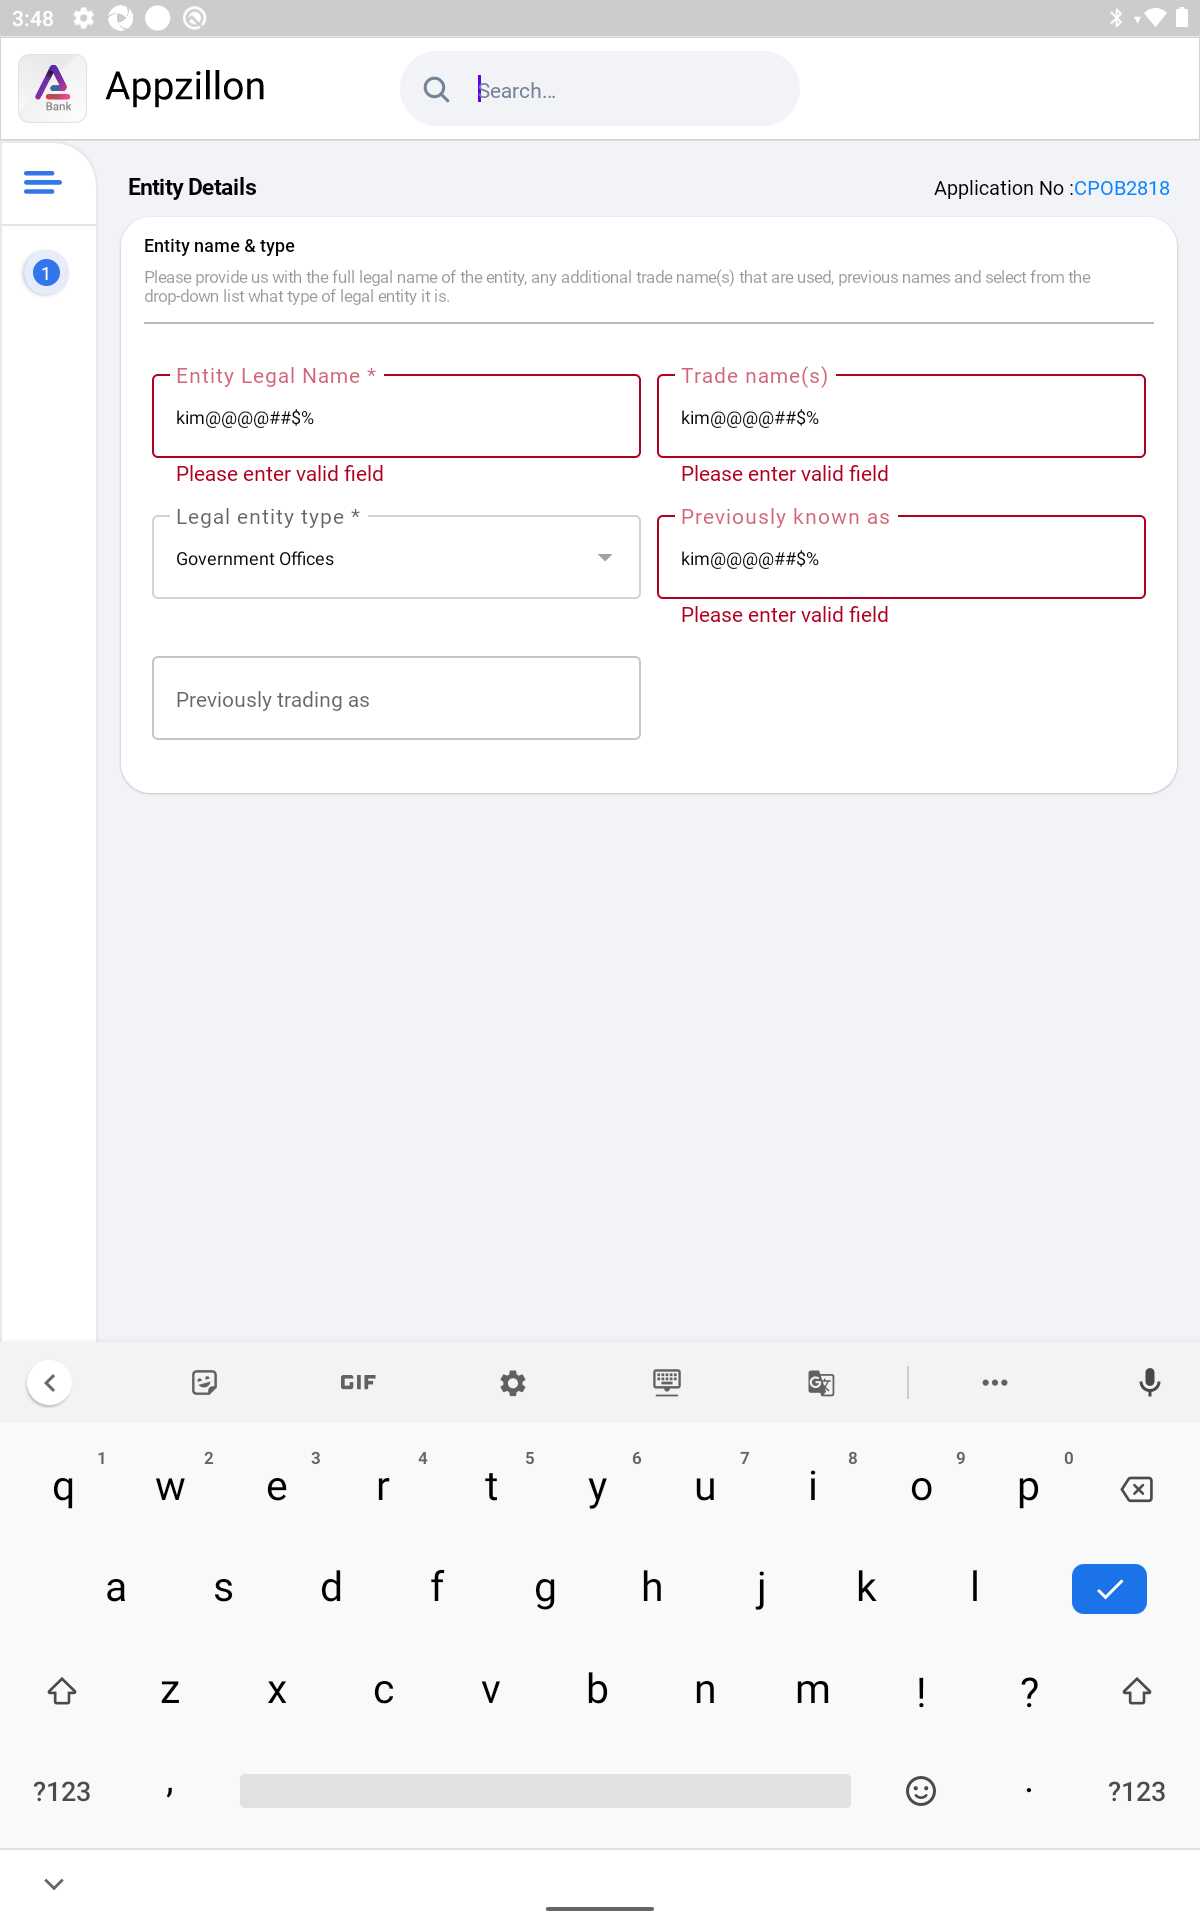 3:48
Bank
Appzillon
Search...
Entity Details
Application No :CPOB2818
1
Entity name & type
Please provide us with the full legal name of the entity, any additional trade name(s) that are used, previous names and select from the
drop-down list what type of legal entity it is.
Entity Legal Name *
Trade name(s)
kim@@@@##$%
kim@@@@##$%
Please enter valid field
Please enter valid field
Legal entity type *
Previously known as
Government Offices
kim@@@@##$%
Please enter valid field
Previously trading as
GIF
1 2 3 4 5 6 7 8 9 0
q w e r t y u i o p
a s d f g h j k l
z x c v b n m ! ?
?123 , . ?123